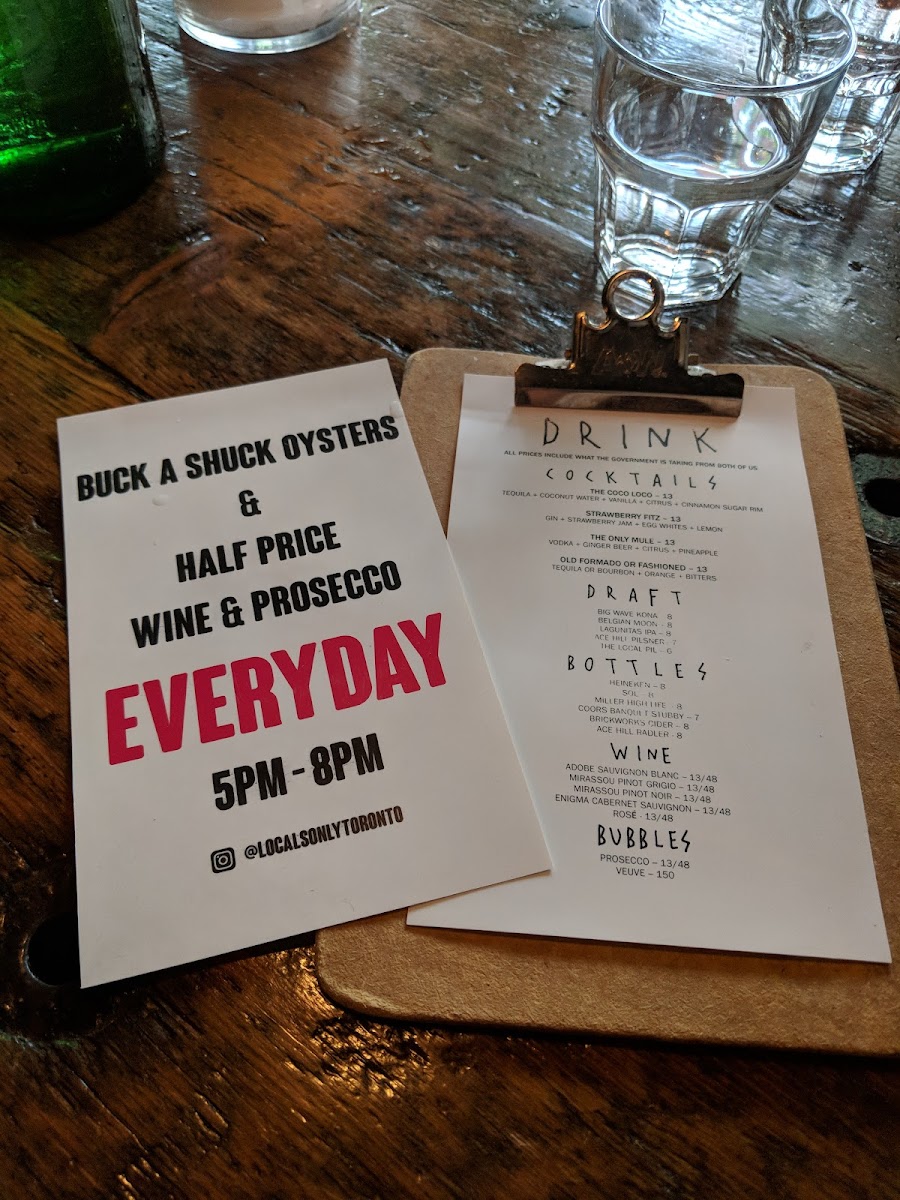 BUCK A SHUCK OYSTERS
&
HALF PRICE
WINE & PROSECCO
EVERYDAY
5PM - 8PM
@LOCALSONLYTORONTO
DRINK
ALL PRICES INCLUDE WHAT THE GOVERNMENT IS TAKING FROM BOTH OF US
COCKTAILS
THE COCO LOCO – 13
TEQUILA + COCONUT WATER + VANILLA + CITRUS + CINNAMON SUGAR RIM
STRAWBERRY FITZ – 13
GIN + STRAWBERRY JAM + EGG WHITES + LEMON
THE ONLY MULE – 13
VODKA + GINGER BEER + CITRUS + PINEAPPLE
OLD FORMADO OR FASHIONED – 13
TEQUILA OR BOURBON + ORANGE + BITTERS
DRAFT
BIG WAVE KONA – 8
BELGIAN MOON – 8
LAGUNITAS IPA – 8
ACE HILL PILSNER - 7
THE LOCAL PIL – 6
BOTTLES
HEINEKEN – 8
SOL - 8
MILLER HIGH LIFE - 8
COORS BANQUET STUBBY – 7
BRICKWORKS CIDER – 8
ACE HILL RADLER - 8
WINE
ADOBE SAUVIGNON BLANC – 13/48
MIRASSOU PINOT GRIGIO – 13/48
MIRASSOU PINOT NOIR – 13/48
ENIGMA CABERNET SAUVIGNON – 13/48
ROSÉ - 13/48
BUBBLES
PROSECCO – 13/48
VEUVE – 150